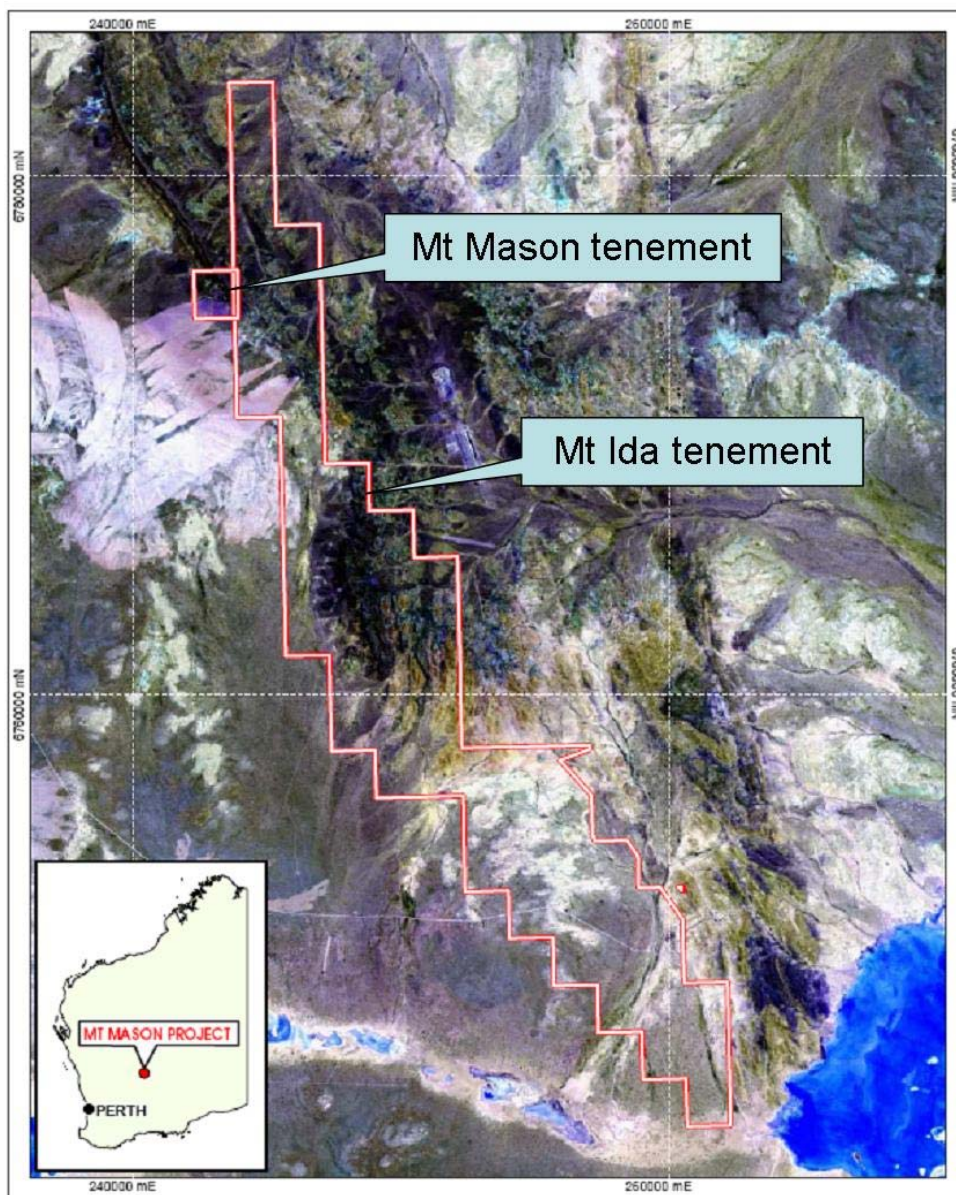 240000 mE
260000 mE
6780000 mN
Mt Mason tenement
Mt Ida tenement
6760000 mN
MT MASON PROJECT
PERTH
240000 mE
260000 mE